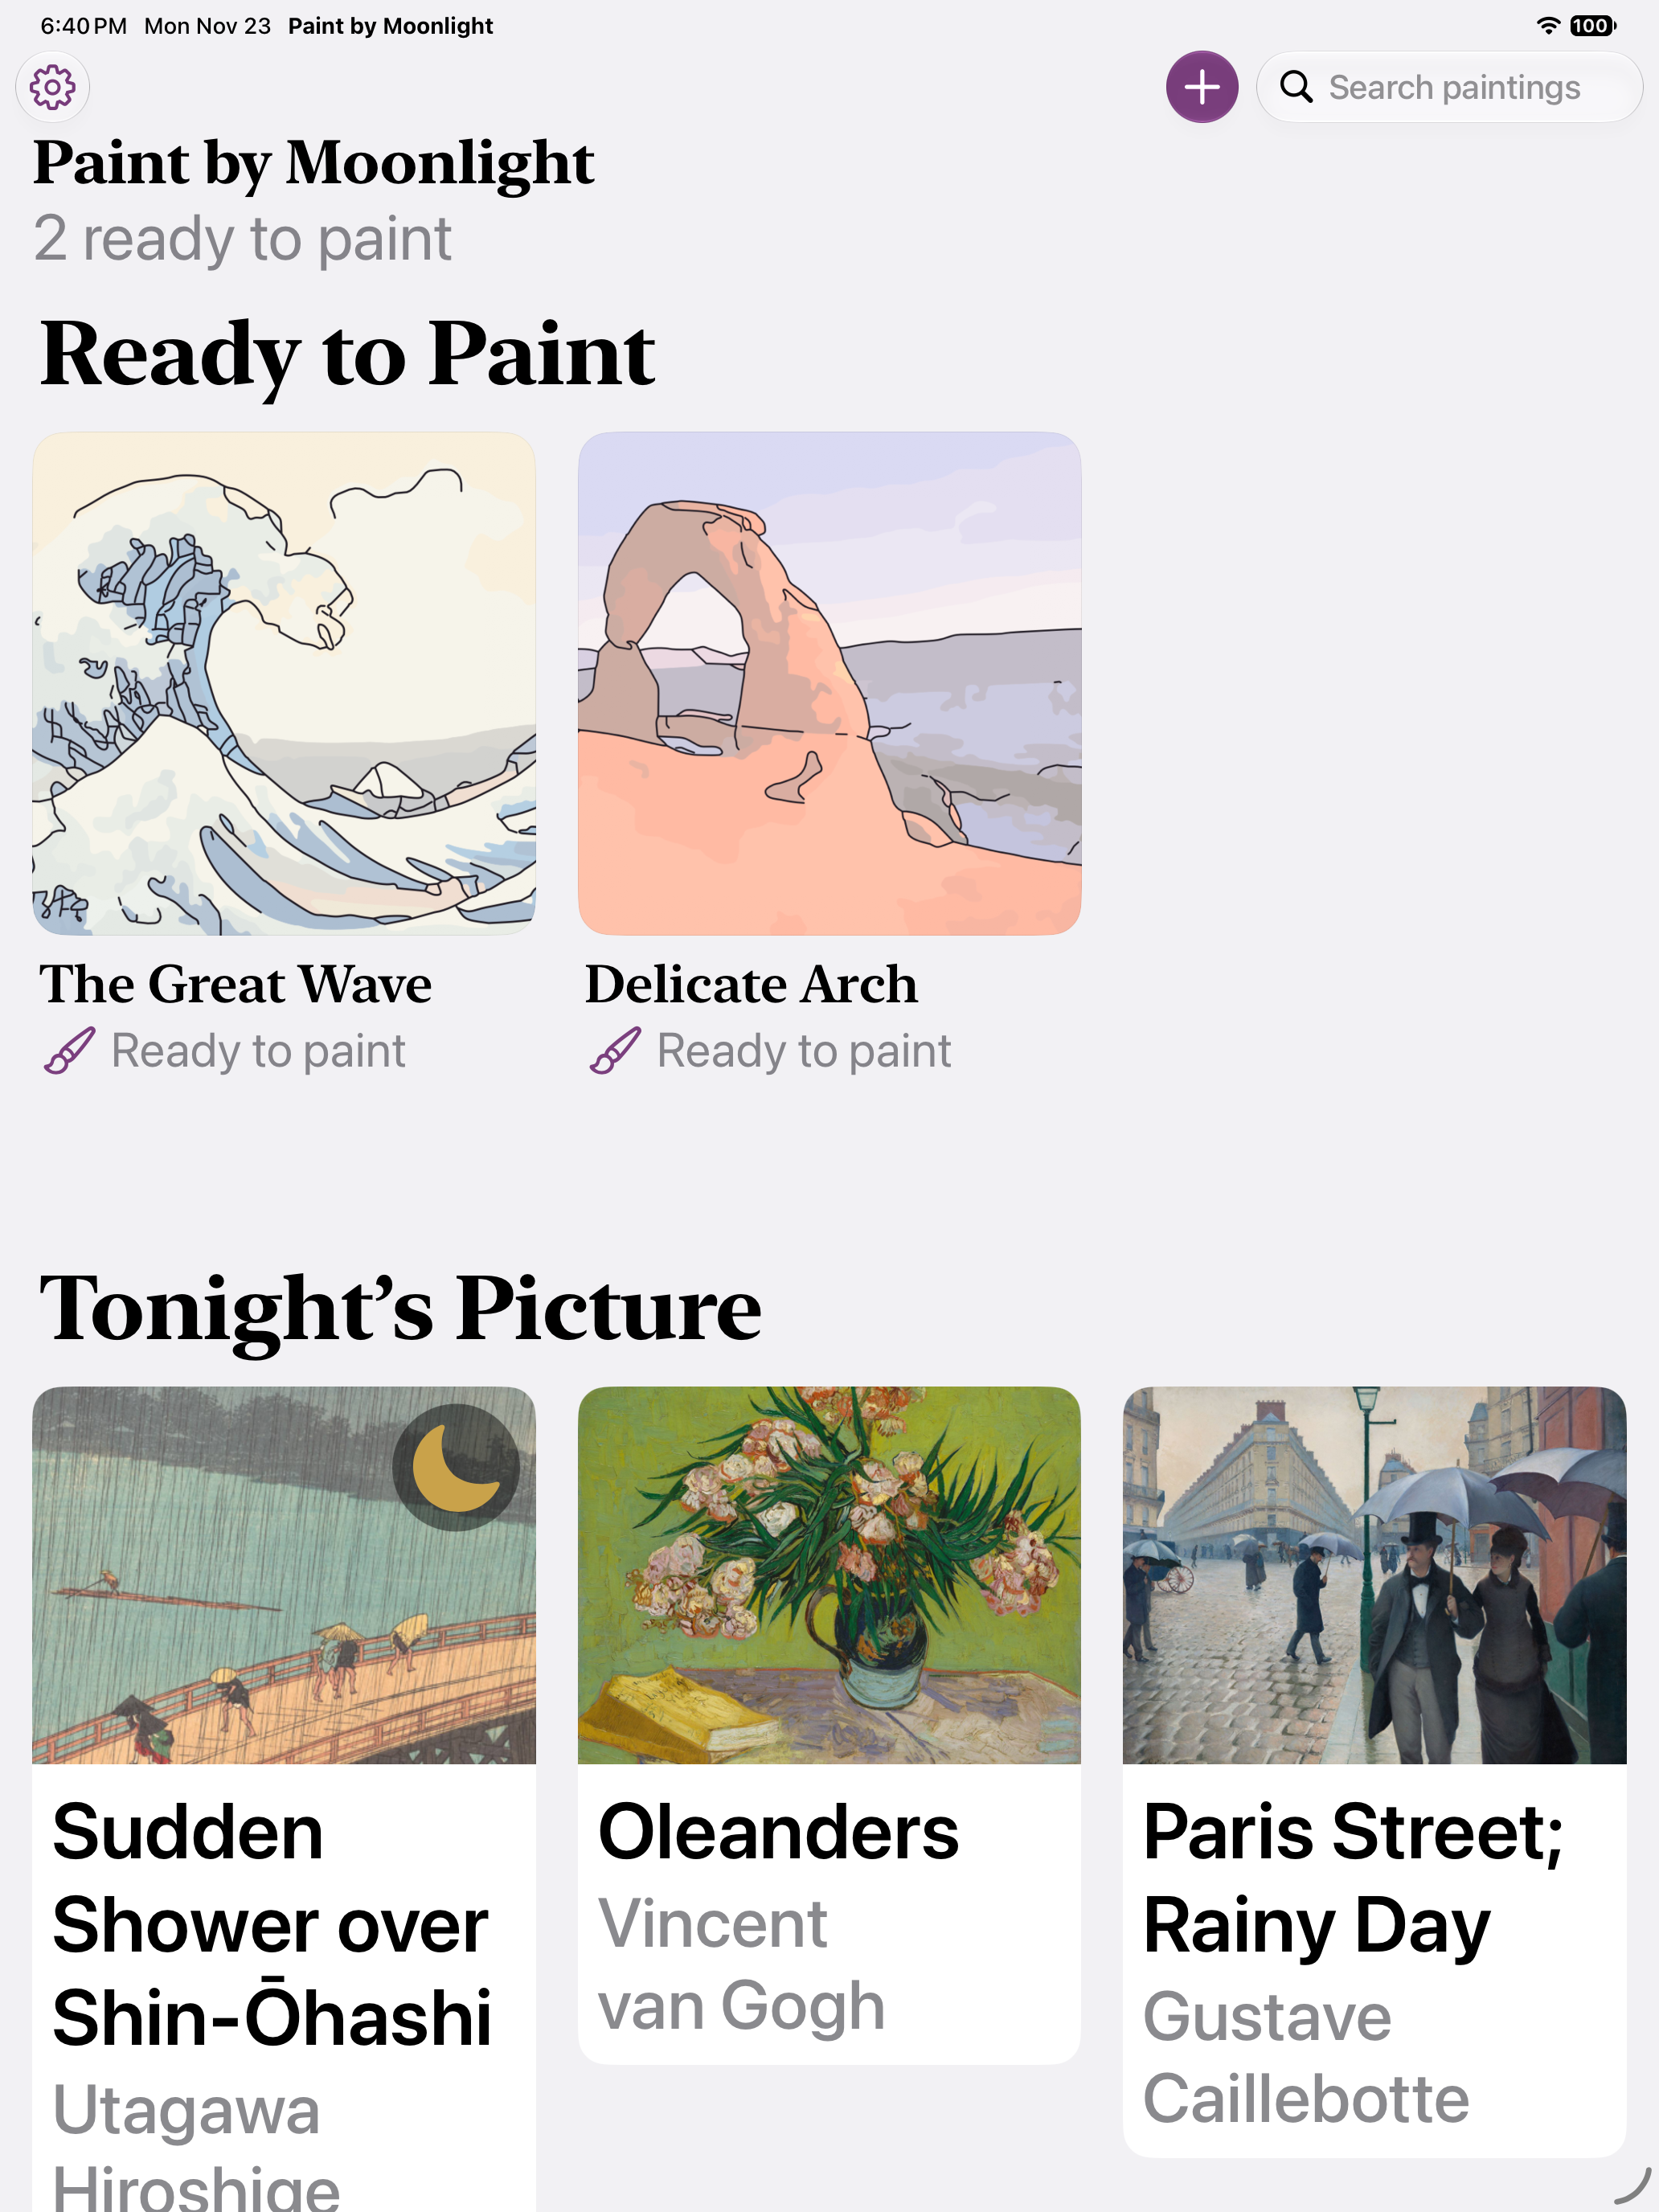 6:40 PM Mon Nov 23 Paint by Moonlight
100
Search paintings
Paint by Moonlight
2 ready to paint
Ready to Paint
The Great Wave
Ready to paint
Delicate Arch
Ready to paint
Tonight’s Picture
Sudden
Shower over
Shin-Ōhashi
Utagawa
Hiroshige
Oleanders
Vincent
van Gogh
Paris Street;
Rainy Day
Gustave
Caillebotte